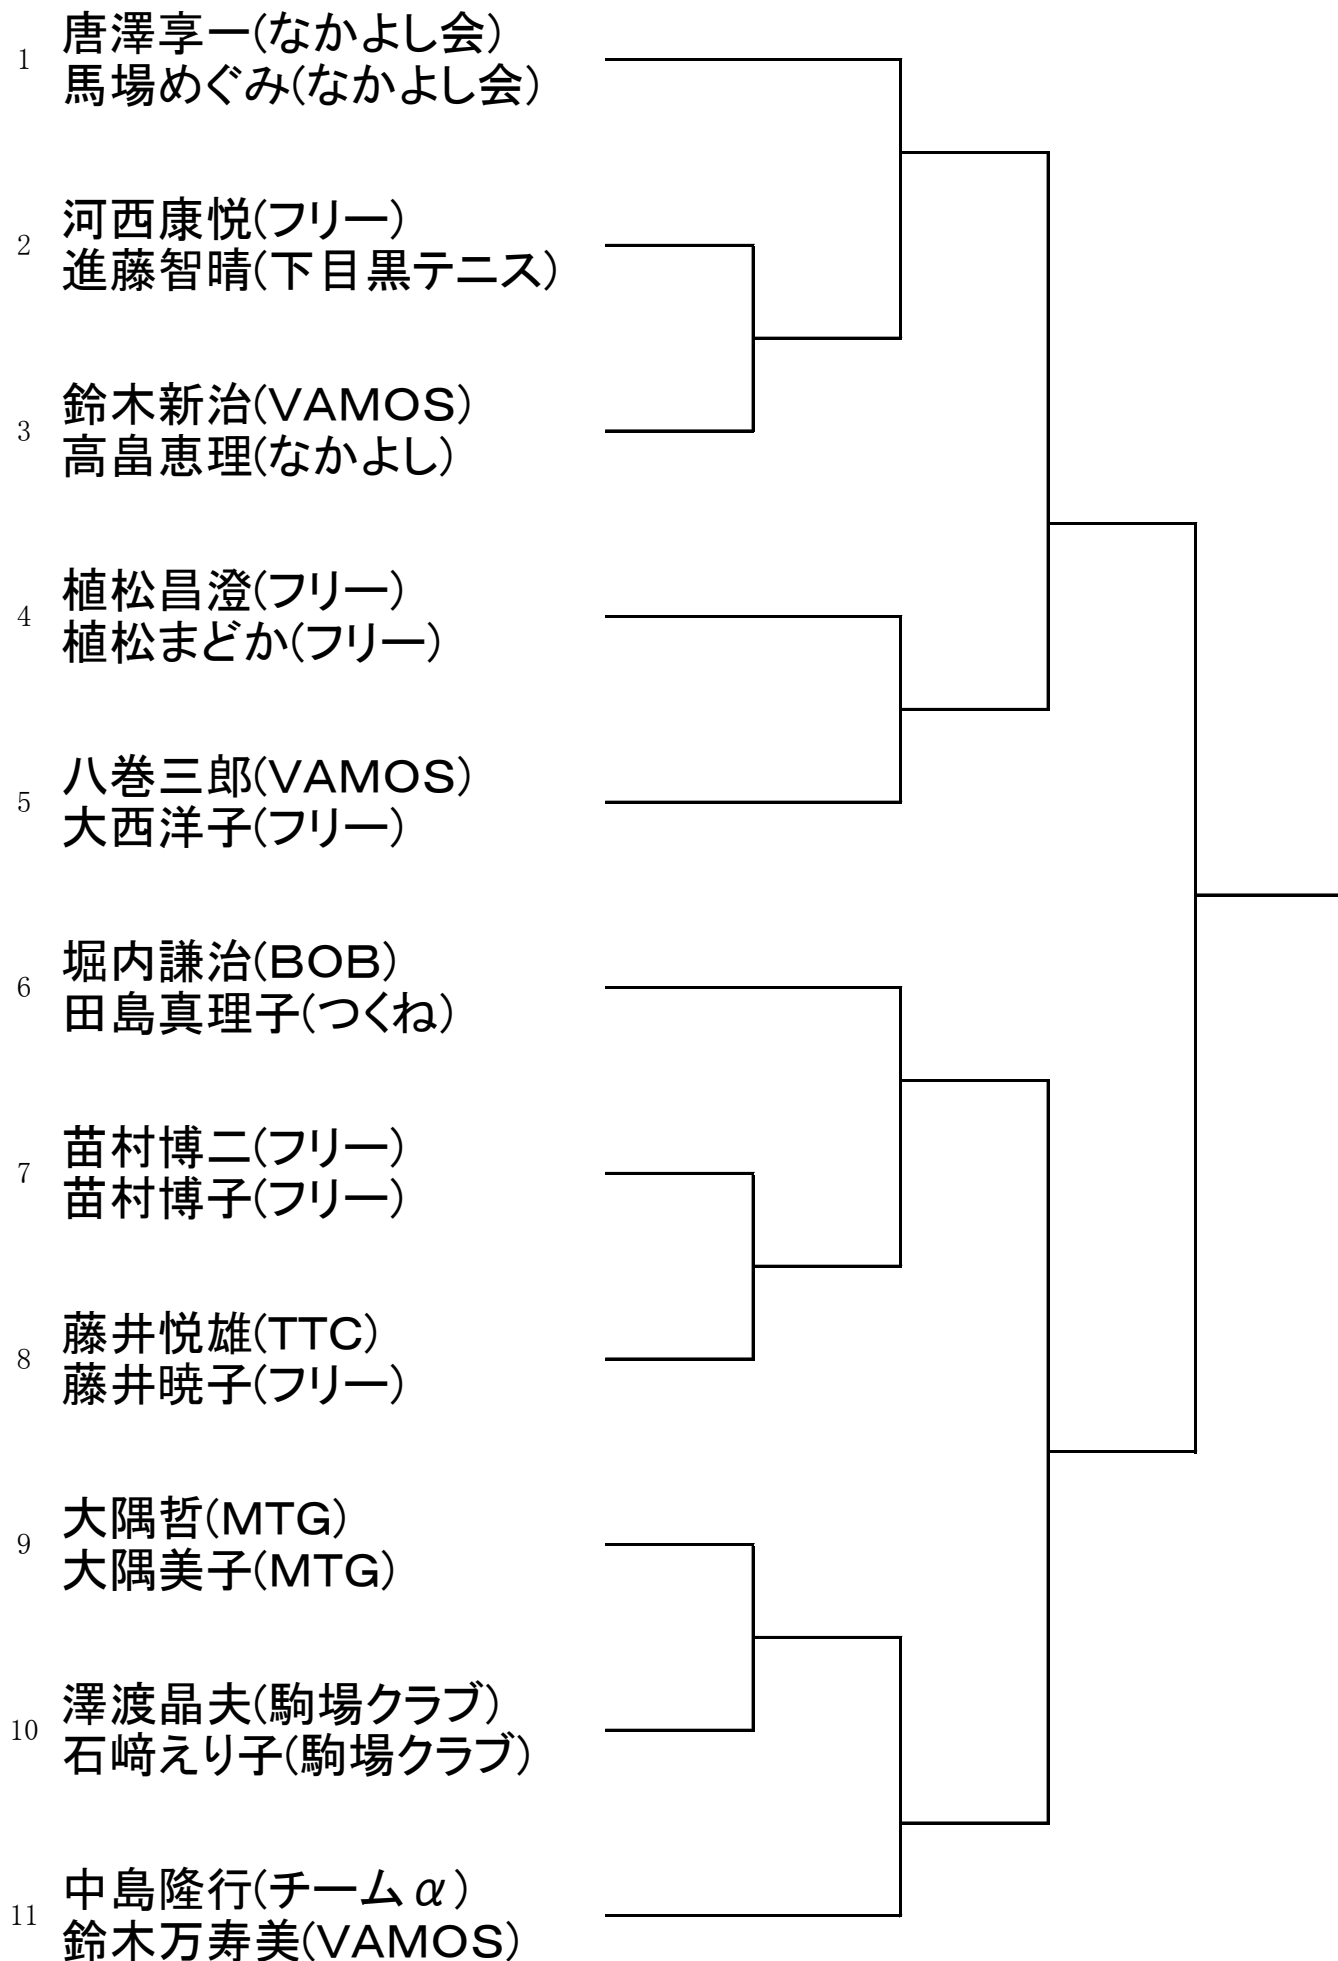 1
唐澤享一(なかよし会)
馬場めぐみ(なかよし会)
2
河西康悦(フリー)
進藤智晴(下目黒テニス)
3
鈴木新治(VAMOS)
高畠恵理(なかよし)
4
植松昌澄(フリー)
植松まどか(フリー)
5
八巻三郎(VAMOS)
大西洋子(フリー)
6
堀内謙治(BOB)
田島真理子(つくね)
7
苗村博二(フリー)
苗村博子(フリー)
8
藤井悦雄(TTC)
藤井暁子(フリー)
9
大隅哲(MTG)
大隅美子(MTG)
10
澤渡晶夫(駒場クラブ)
石﨑えり子(駒場クラブ)
11
中島隆行(チームα)
鈴木万寿美(VAMOS)